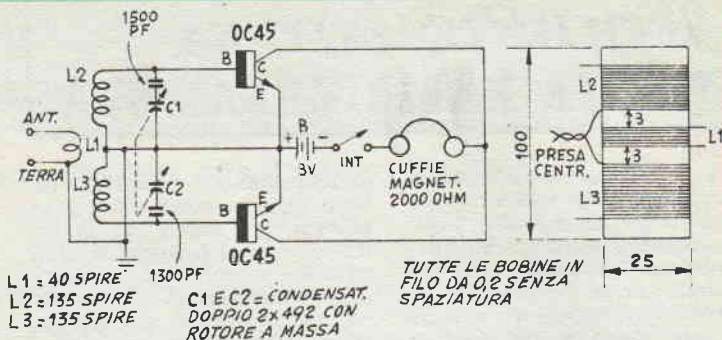 1500
PF
OC45
B
C
E
L2
C1
ANT.
L1
TERRA
L3
C2
+
B
-
3V
INT
CUFFIE
MAGNET.
2000 OHM
E
B
C
OC45
1300PF
L1 = 40 SPIRE
L2 = 135 SPIRE
L3 = 135 SPIRE
C1 E C2 = CONDENSAT.
DOPPIO 2x492 CON
ROTORE A MASSA
100
L2
3
L1
PRESA
CENTR.
3
L3
25
TUTTE LE BOBINE IN
FILO DA 0,2 SENZA
SPAZIATURA